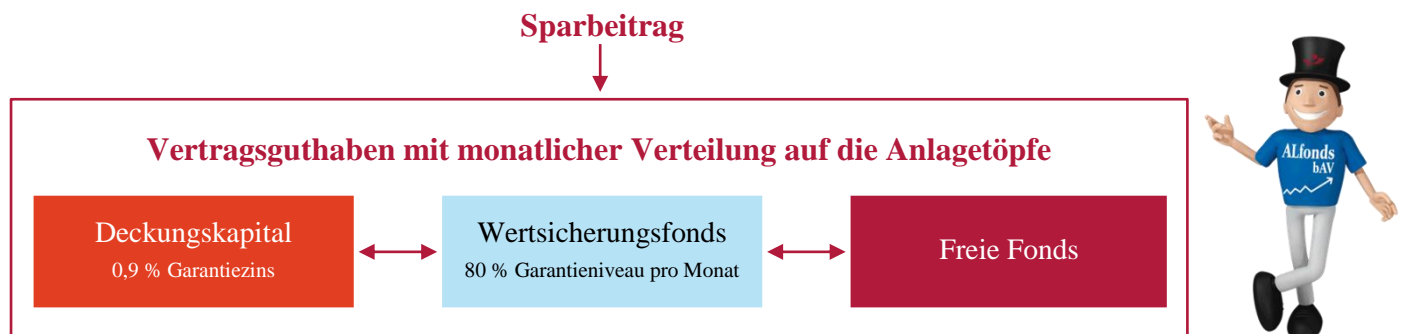 Sparbeitrag
Vertragsguthaben mit monatlicher Verteilung auf die Anlagetöpfe
Deckungskapital
0,9 % Garantiezins
Wertsicherungsfonds
80 % Garantieniveau pro Monat
Freie Fonds
ALfonds
bAV